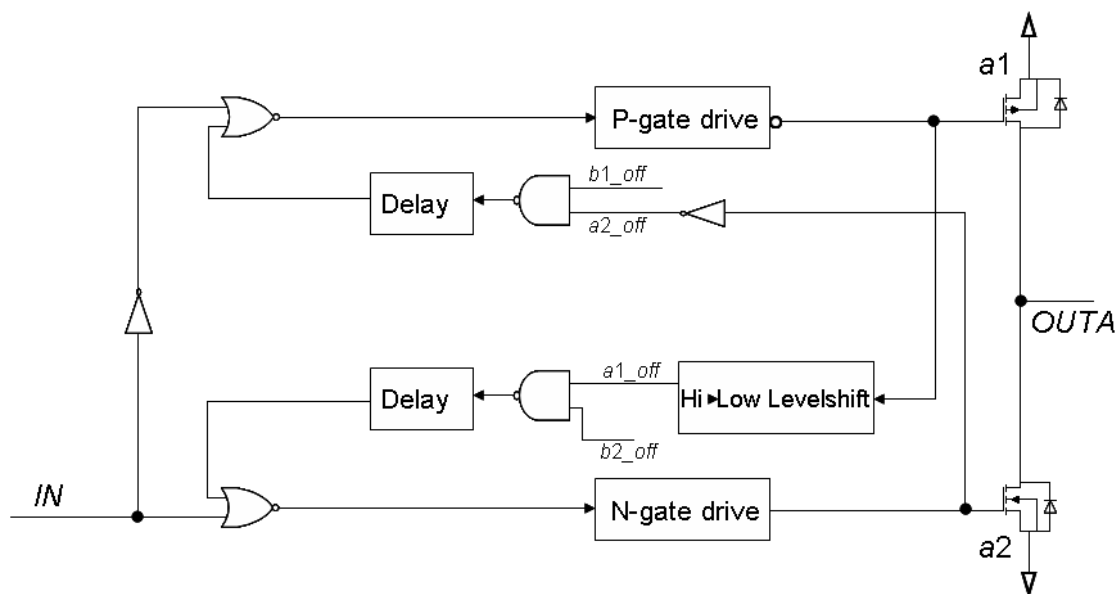 a1
P-gate drive
b1_off
Delay
a2_off
OUTA
a1_off
Delay
Hi▸Low Levelshift
b2_off
IN
N-gate drive
a2